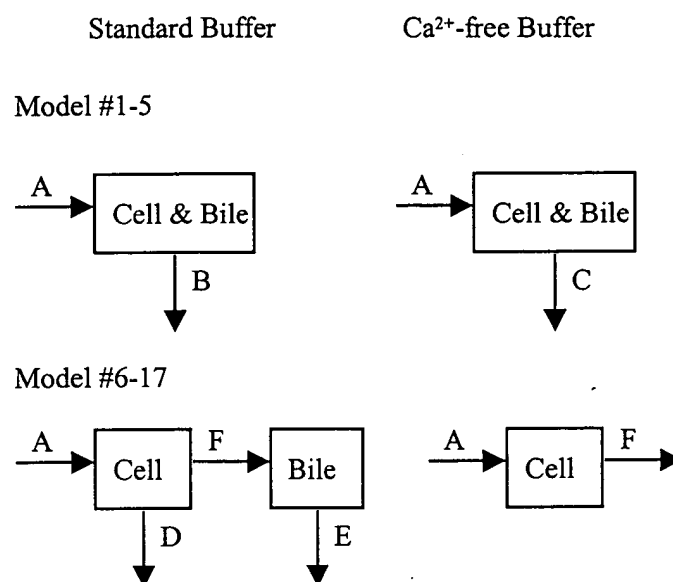 Standard Buffer Ca²⁺-free Buffer
Model #1-5
A A
Cell & Bile Cell & Bile
B C
Model #6-17
A F A F
Cell Bile Cell
D E